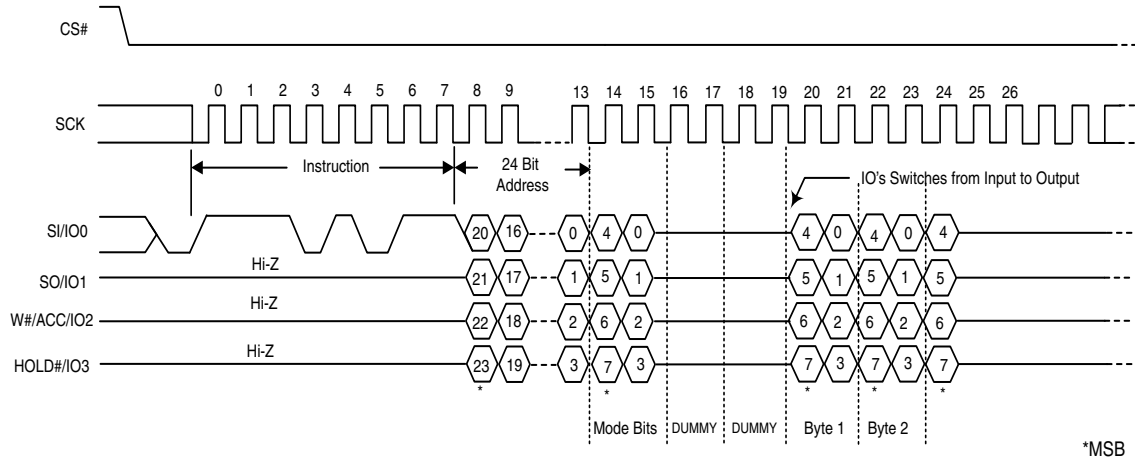 CS#
0 1 2 3 4 5 6 7 8 9 13 14 15 16 17 18 19 20 21 22 23 24 25 26
SCK
Instruction
24 Bit
Address
IO's Switches from Input to Output
SI/IO0 20 16 0 4 0 4 0 4 0 4
Hi-Z
SO/IO1 21 17 1 5 1 5 1 5 1 5
Hi-Z
W#/ACC/IO2 22 18 2 6 2 6 2 6 2 6
Hi-Z
HOLD#/IO3 23 19 3 7 3 7 3 7 3 7
* * * * *
Mode Bits DUMMY DUMMY Byte 1 Byte 2
*MSB